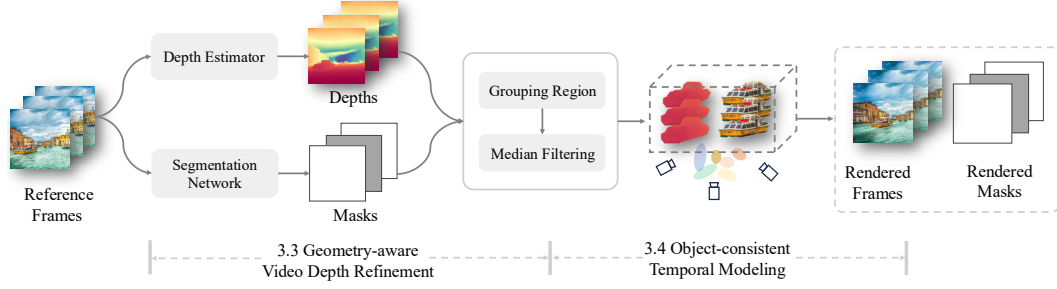 Depth Estimator
Depths
Grouping Region
Median Filtering
Segmentation
Network
Masks
Reference
Frames
Rendered
Frames
Rendered
Masks
3.3 Geometry-aware
Video Depth Refinement
3.4 Object-consistent
Temporal Modeling